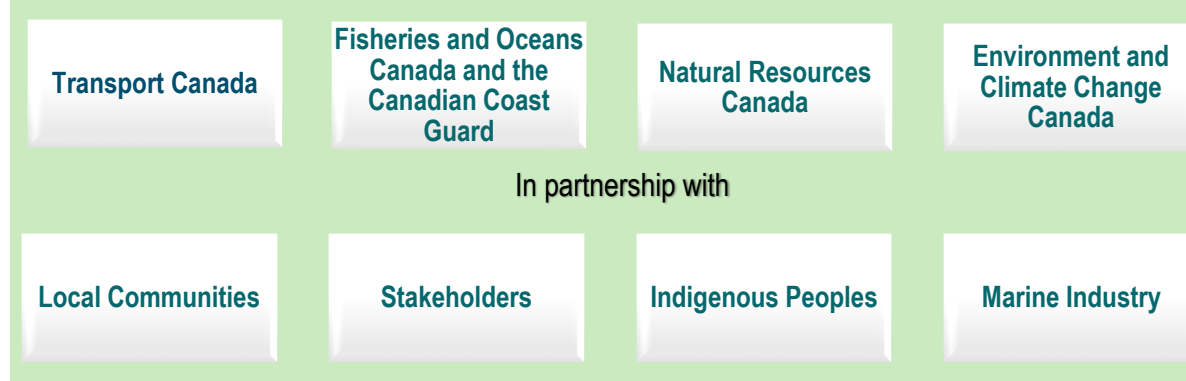 Transport Canada
Fisheries and Oceans
Canada and the
Canadian Coast
Guard
Natural Resources
Canada
Environment and
Climate Change
Canada
In partnership with
Local Communities
Stakeholders
Indigenous Peoples
Marine Industry